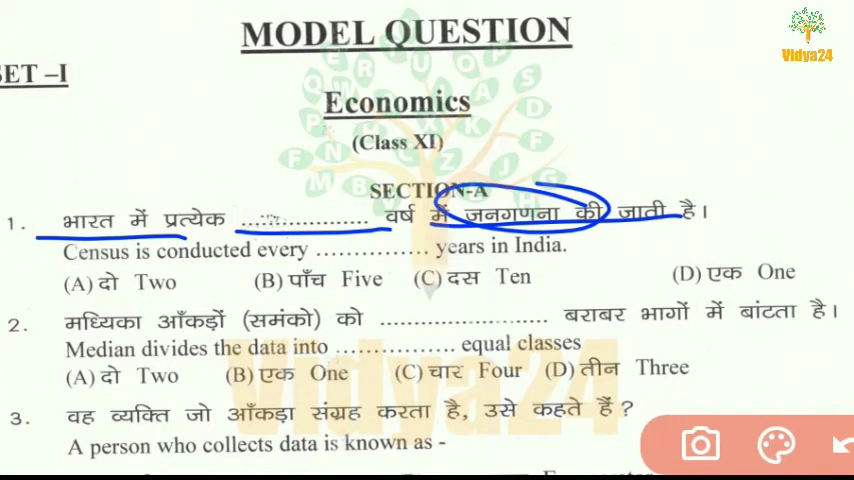 MODEL QUESTION
Vidya24
SET –I
Economics
(Class XI)
SECTION-A
1. भारत में प्रत्येक ........................ वर्ष में जनगणना की जाती है।
Census is conducted every ................ years in India.
(A) दो Two (B) पाँच Five (C) दस Ten (D) एक One
2. मध्यिका आँकड़ों (समंको) को .............................. बराबर भागों में बांटता है।
Median divides the data into ................. equal classes
(A) दो Two (B) एक One (C) चार Four (D) तीन Three
3. वह व्यक्ति जो आँकड़ा संग्रह करता है, उसे कहते हैं ?
A person who collects data is known as -
Vidya24